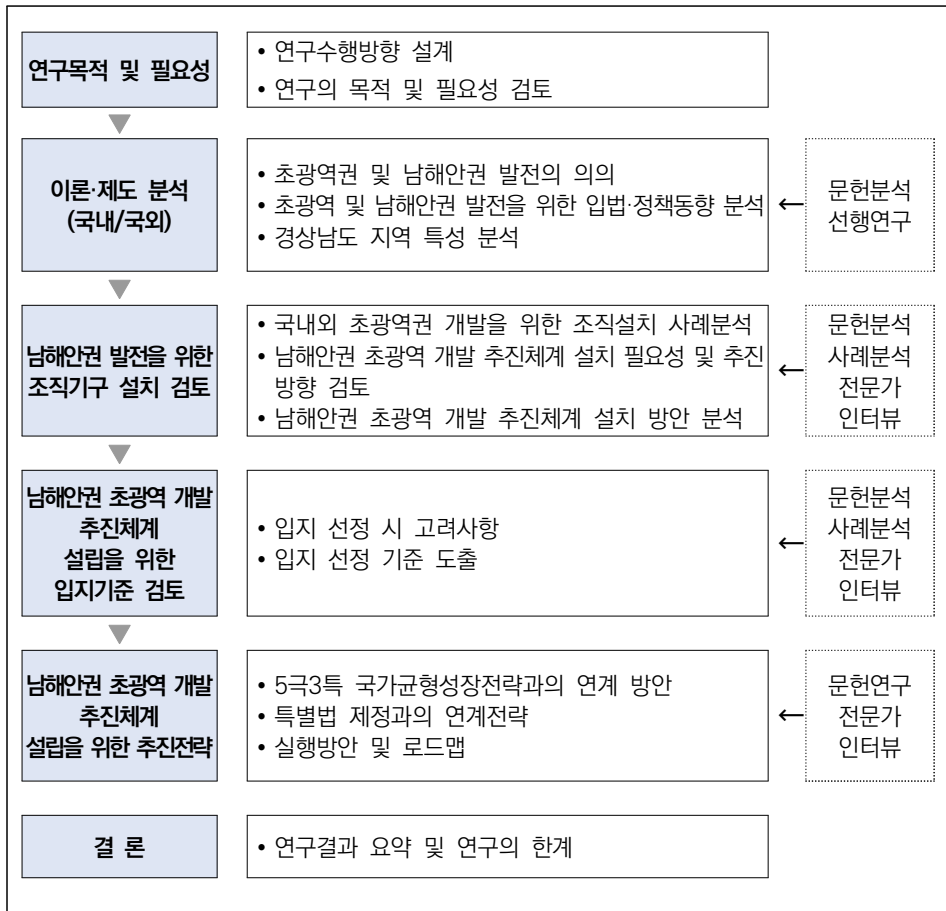 연구목적 및 필요성
• 연구수행방향 설계
• 연구의 목적 및 필요성 검토
이론·제도 분석
(국내/국외)
• 초광역권 및 남해안권 발전의 의의
• 초광역 및 남해안권 발전을 위한 입법·정책동향 분석
• 경상남도 지역 특성 분석
←
문헌분석
선행연구
남해안권 발전을 위한
조직기구 설치 검토
• 국내외 초광역권 개발을 위한 조직설치 사례분석
• 남해안권 초광역 개발 추진체계 설치 필요성 및 추진
방향 검토
• 남해안권 초광역 개발 추진체계 설치 방안 분석
←
문헌분석
사례분석
전문가
인터뷰
남해안권 초광역 개발
추진체계
설립을 위한
입지기준 검토
• 입지 선정 시 고려사항
• 입지 선정 기준 도출
←
문헌분석
사례분석
전문가
인터뷰
남해안권 초광역 개발
추진체계
설립을 위한 추진전략
• 5극3특 국가균형성장전략과의 연계 방안
• 특별법 제정과의 연계전략
• 실행방안 및 로드맵
←
문헌연구
전문가
인터뷰
결 론
• 연구결과 요약 및 연구의 한계